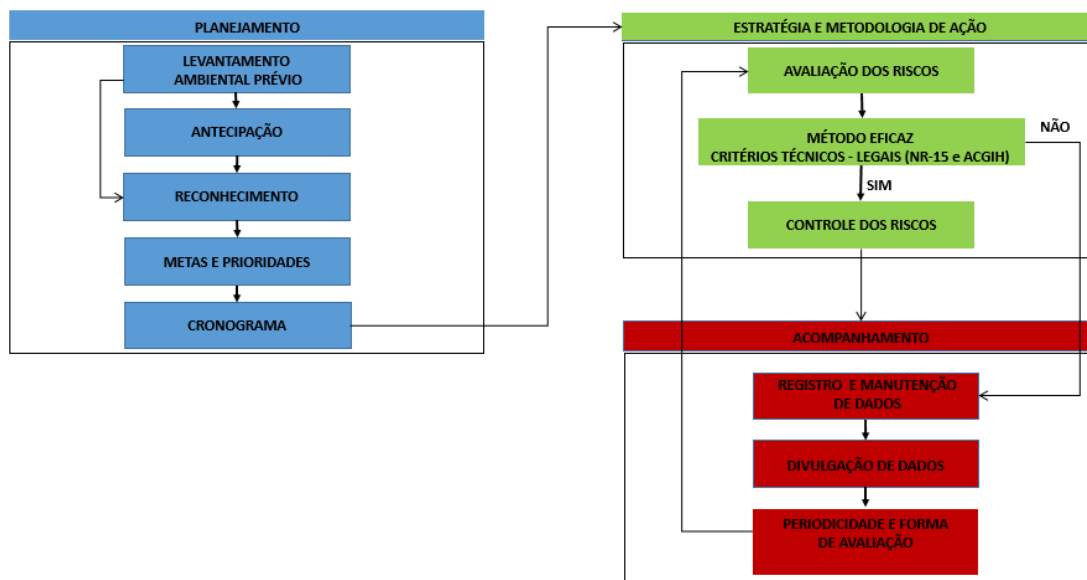 PLANEJAMENTO
LEVANTAMENTO
AMBIENTAL PRÉVIO
ANTECIPAÇÃO
RECONHECIMENTO
METAS E PRIORIDADES
CRONOGRAMA
ESTRATÉGIA E METODOLOGIA DE AÇÃO
AVALIAÇÃO DOS RISCOS
MÉTODO EFICAZ
CRITÉRIOS TÉCNICOS - LEGAIS (NR-15 e ACGIH)
NÃO
SIM
CONTROLE DOS RISCOS
ACOMPANHAMENTO
REGISTRO E MANUTENÇÃO
DE DADOS
DIVULGAÇÃO DE DADOS
PERIODICIDADE E FORMA
DE AVALIAÇÃO